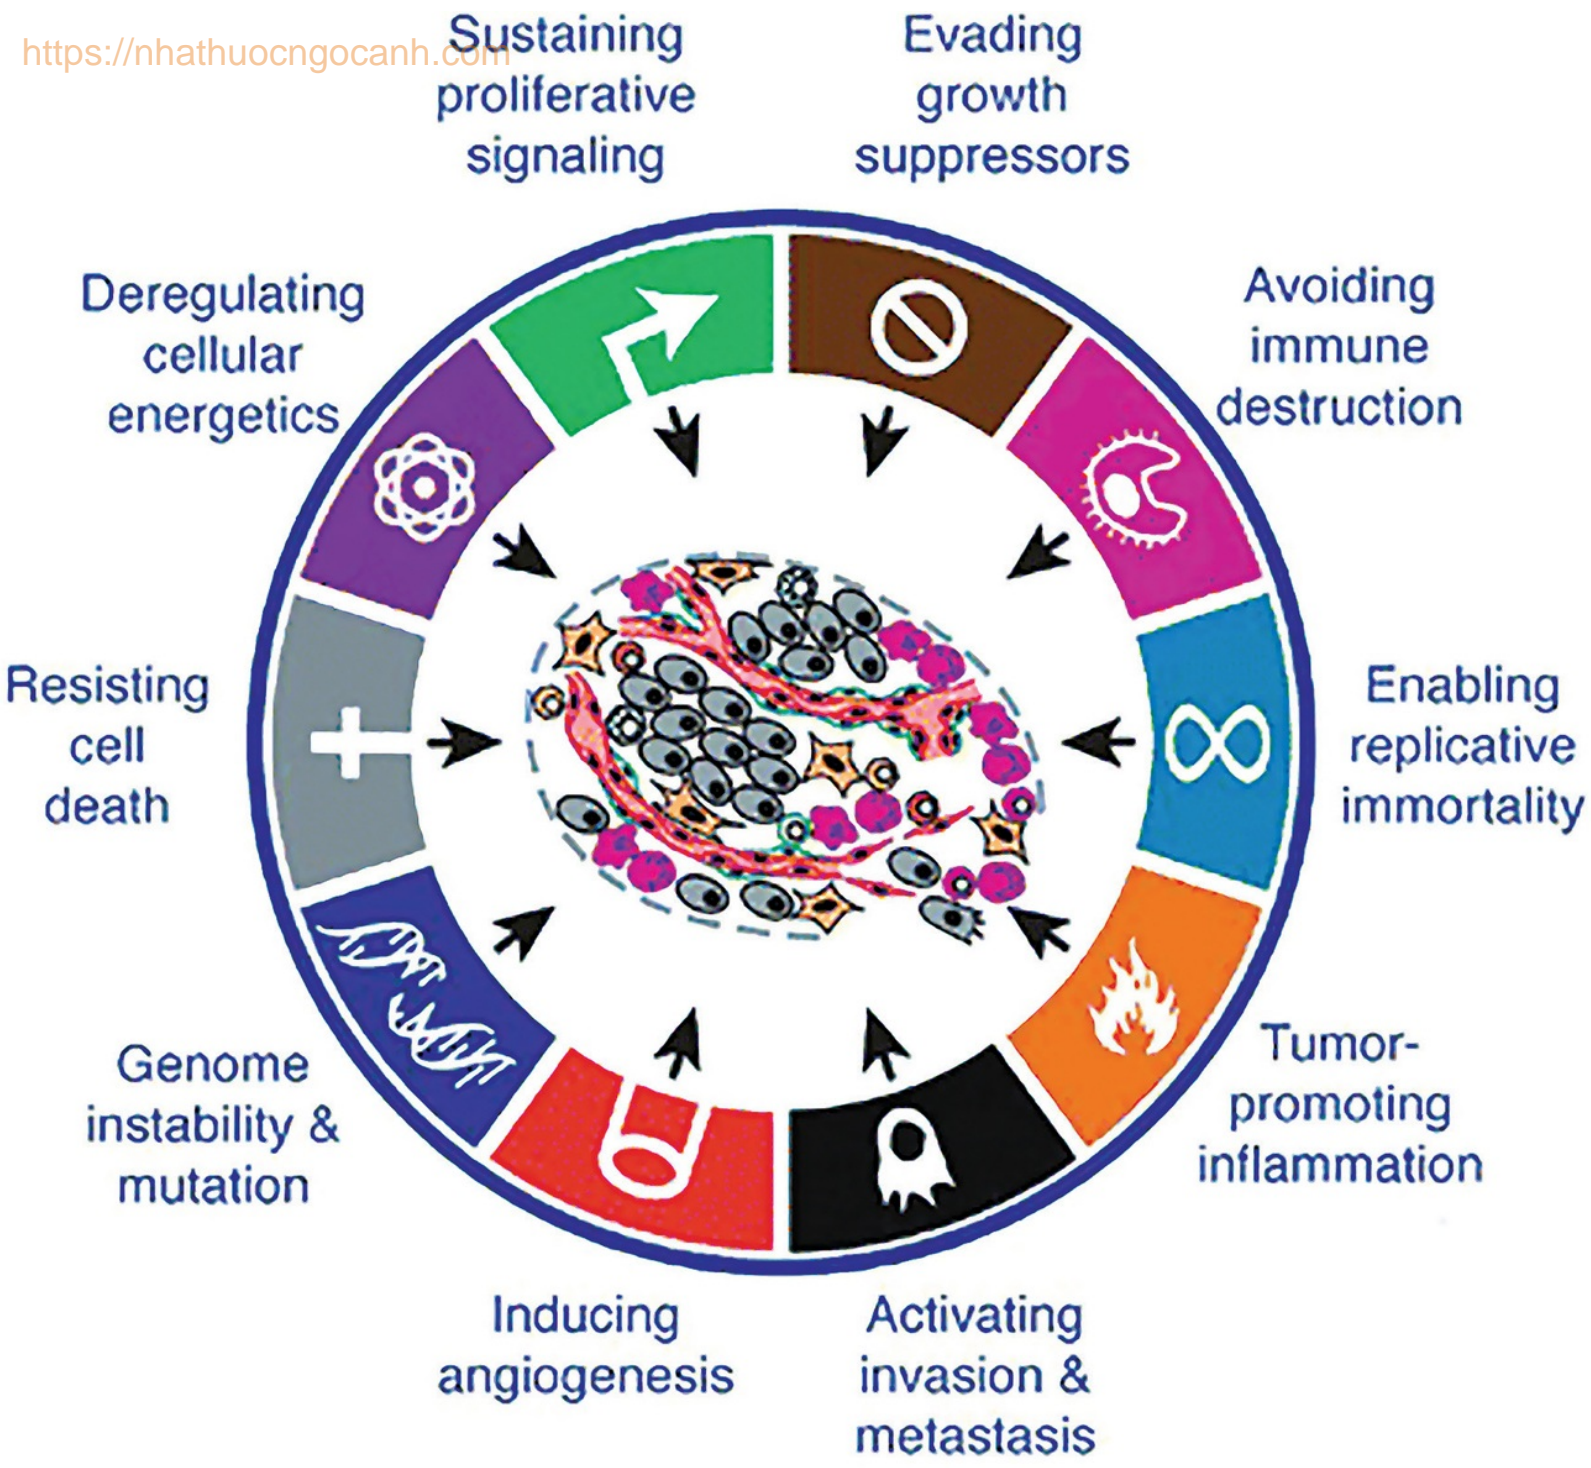 https://nhathuocngocanh.com
Sustaining
proliferative
signaling
Evading
growth
suppressors
Deregulating
cellular
energetics
Avoiding
immune
destruction
Resisting
cell
death
Enabling
replicative
immortality
Genome
instability &
mutation
Tumor-
promoting
inflammation
Inducing
angiogenesis
Activating
invasion &
metastasis